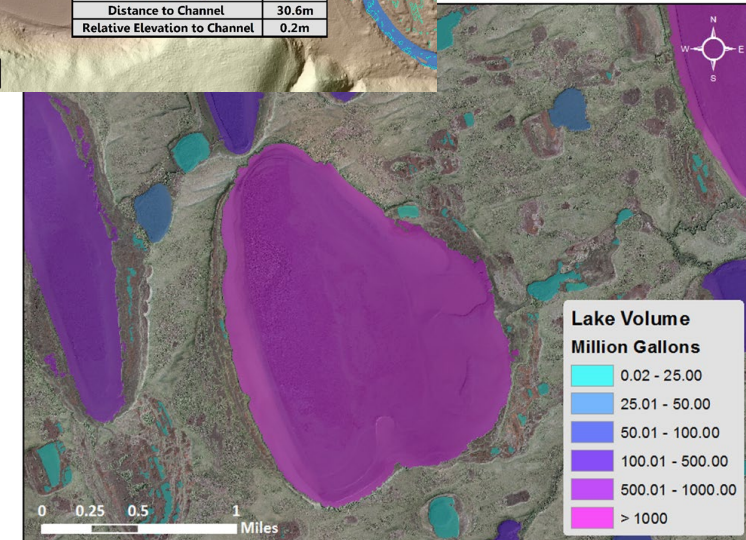 Distance to Channel 30.6m
Relative Elevation to Channel 0.2m
N
W E
S
Lake Volume
Million Gallons
0.02 - 25.00
25.01 - 50.00
50.01 - 100.00
100.01 - 500.00
500.01 - 1000.00
> 1000
0 0.25 0.5 1
Miles